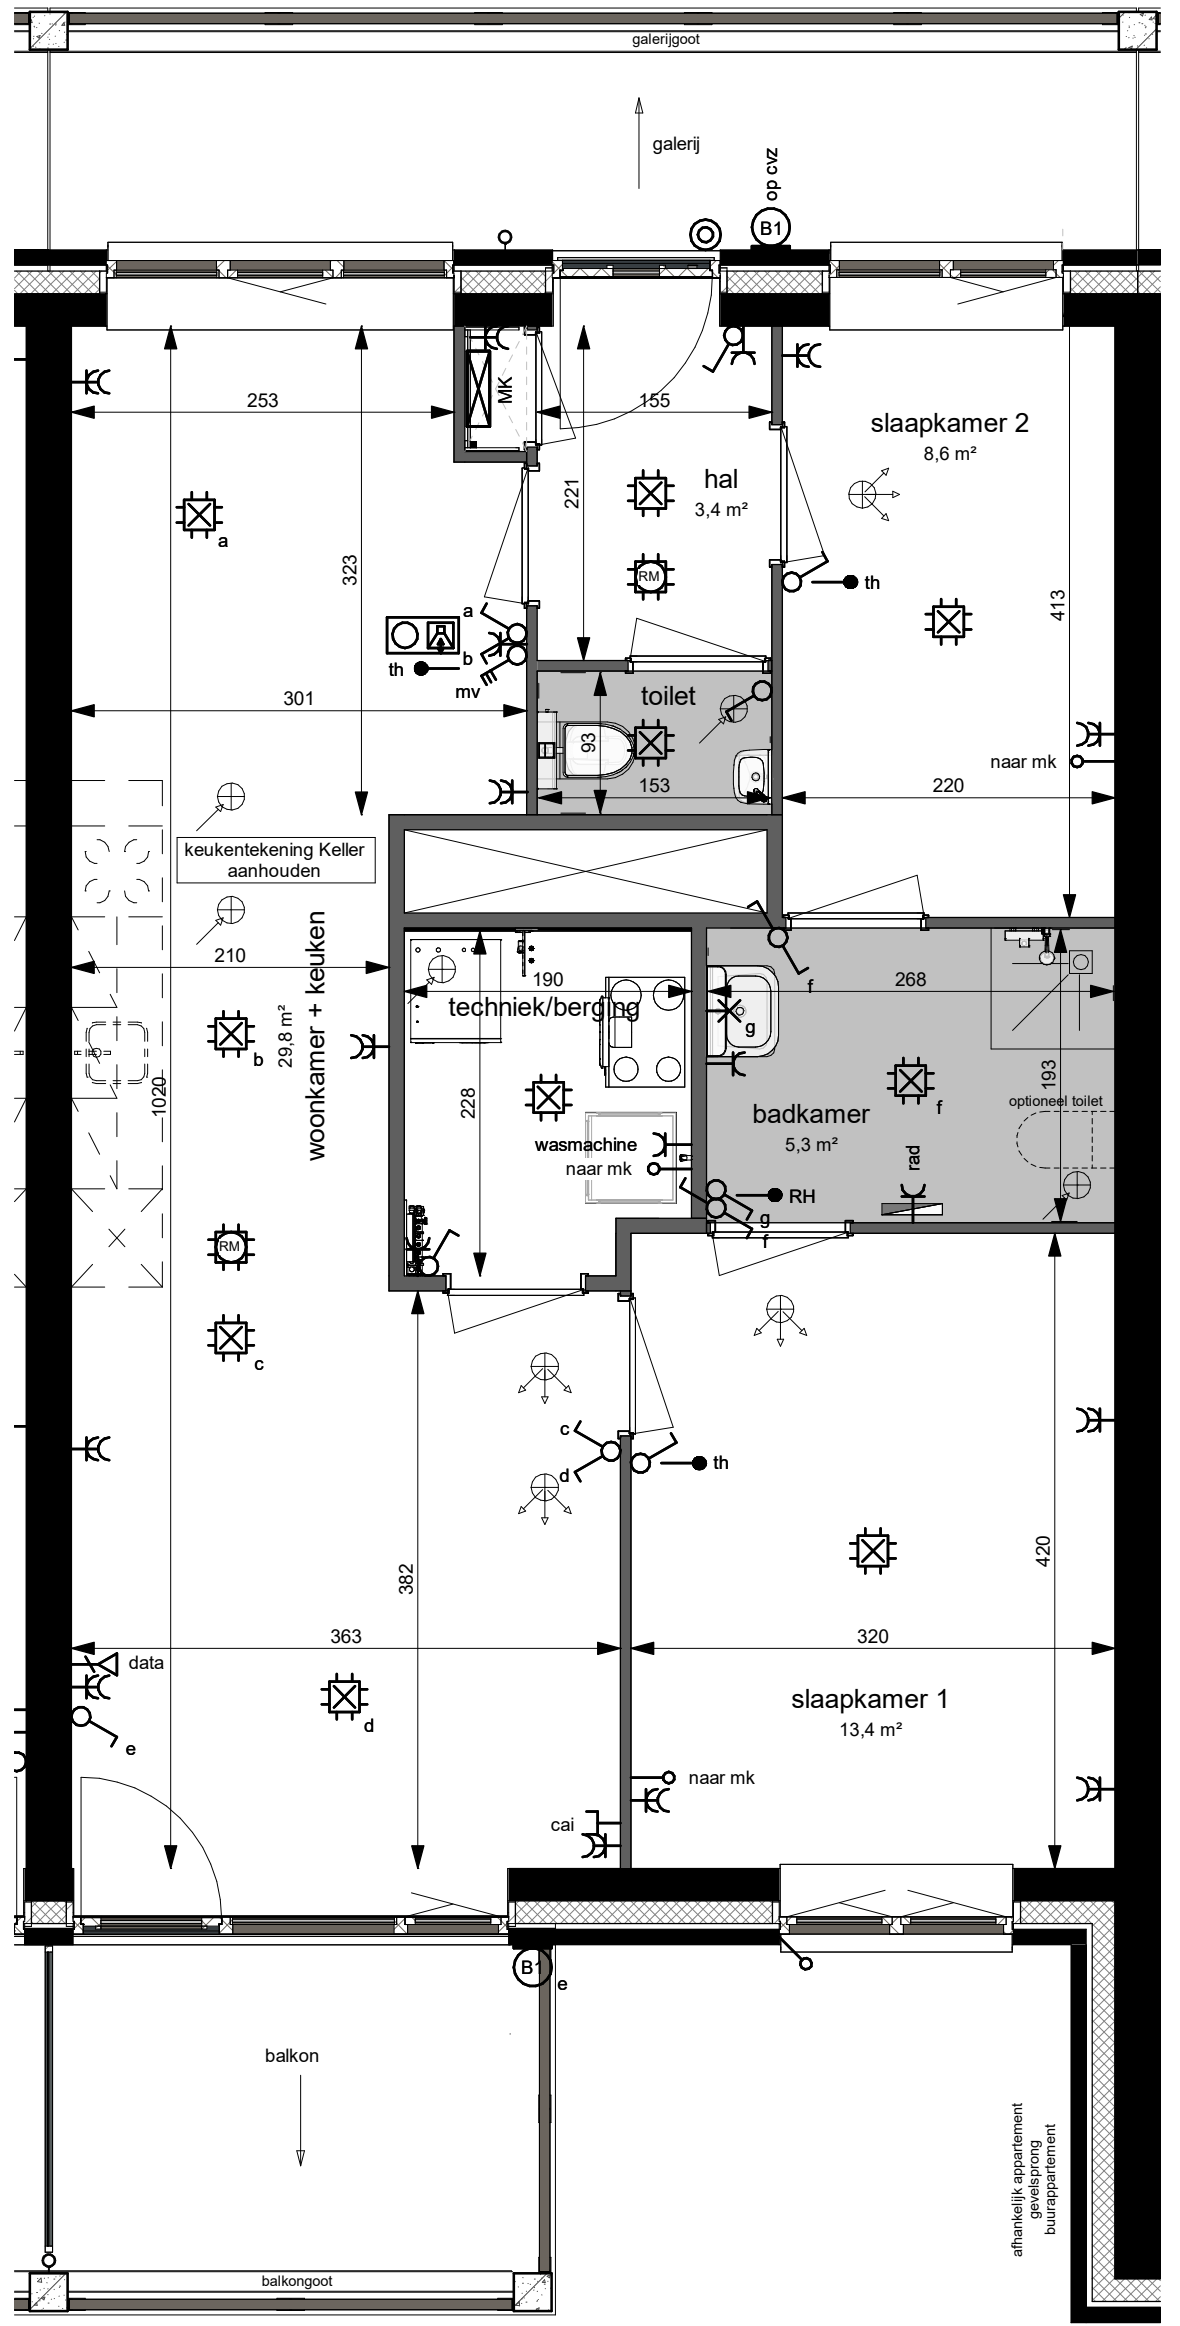 galerijgoot
galerij
op cvz
B1
MK
253
155
slaapkamer 2
8,6 m²
hal
3,4 m²
221
a
323
RM
th
413
a
b
th
mv
toilet
301
93
153
naar mk
220
keukentekening Keller
aanhouden
woonkamer + keuken
29,8 m²
210
190
f
268
techniek/berging
g
b
1020
228
193
badkamer
5,3 m²
f
optioneel toilet
wasmachine
naar mk
rad
RH
g
f
RM
c
c
d
th
382
420
363
320
data
d
e
slaapkamer 1
13,4 m²
naar mk
cai
B1
e
balkon
afhankelijk appartement
gevelsprong
buurappartement
balkongoot